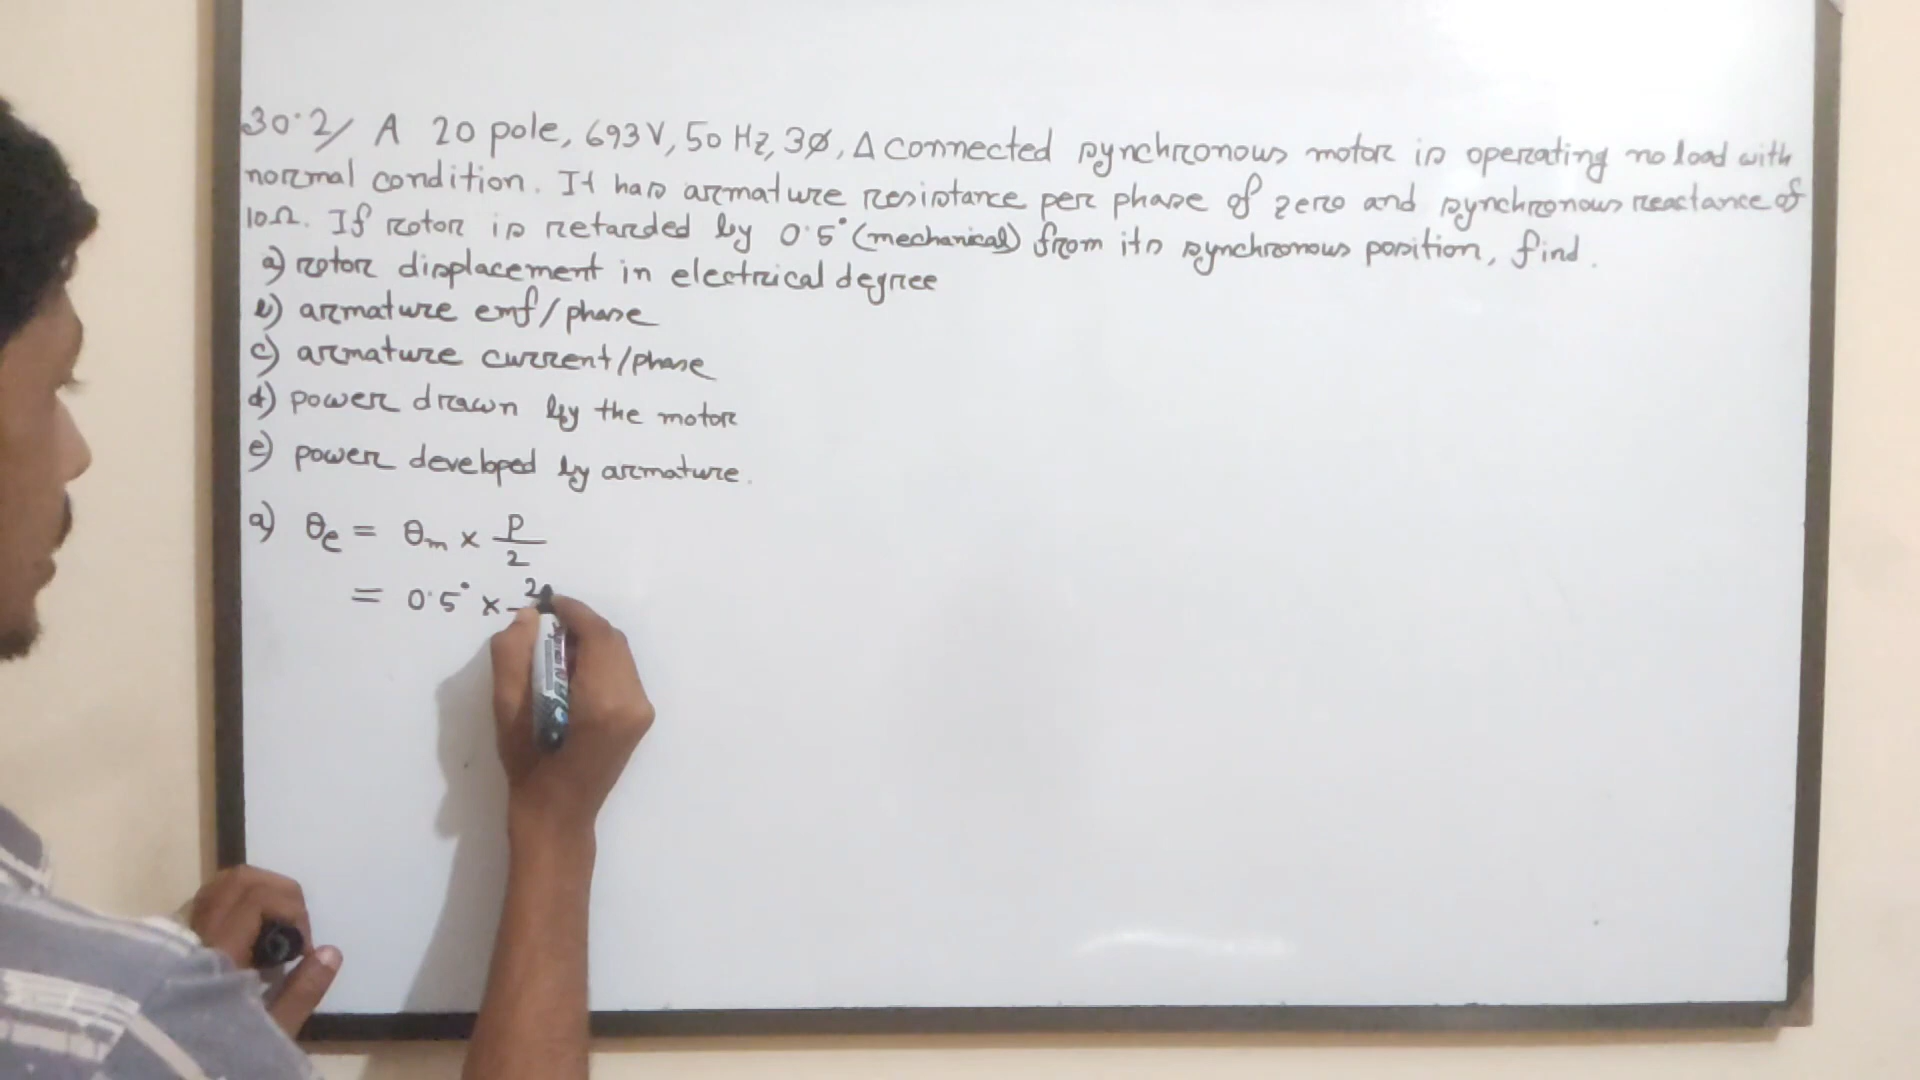 30.2/ A 20 pole, 693V, 50 Hz, 3Ø, Δ connected synchronous motor is operating no load with
normal condition. It has armature resistance per phase of zero and synchronous reactance of
10Ω. If rotor is retarded by 0.5° (mechanical) from its synchronous position, find.
a) rotor displacement in electrical degree
b) armature emf/phase
c) armature current/phase
d) power drawn by the motor
e) power developed by armature.
a) θe = θm × P/2
= 0.5° × 2